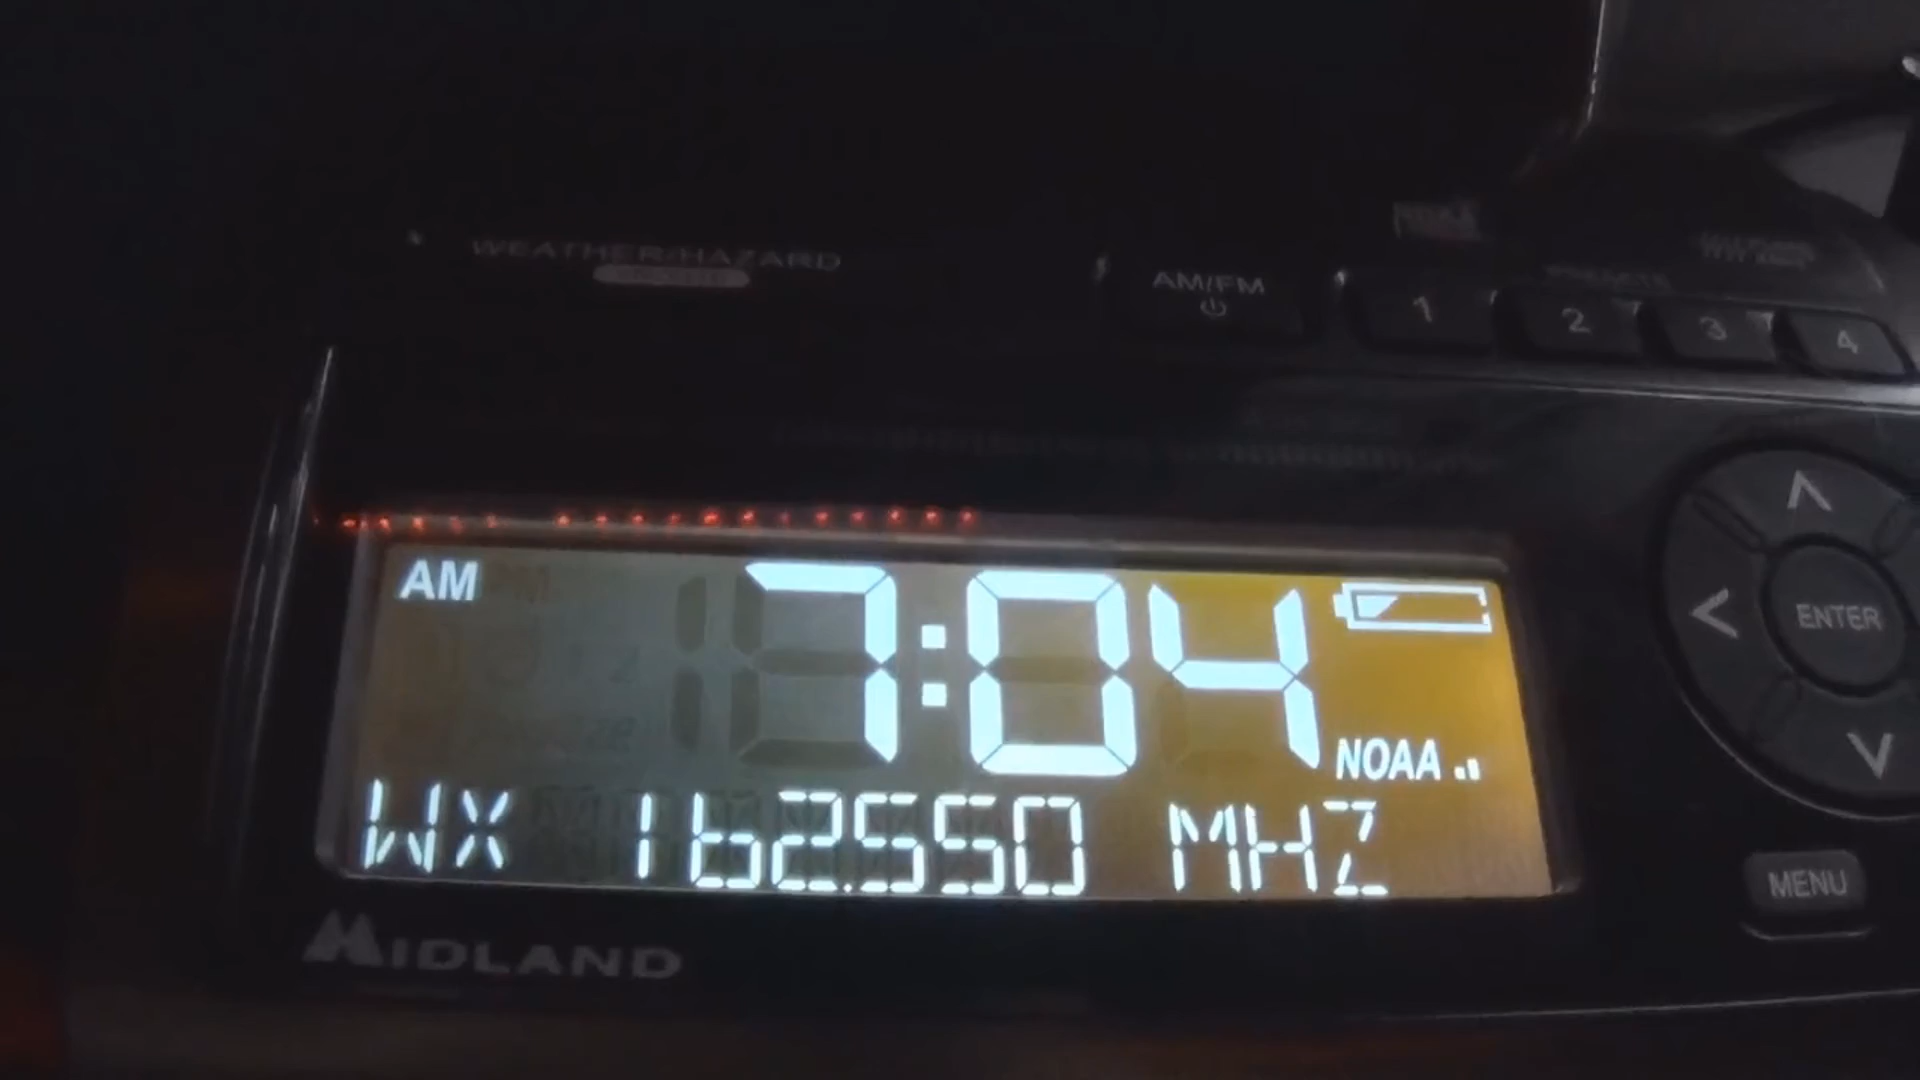 WEATHER/HAZARD
AM/FM
1 2 3 4
AM 7:04
NOAA
WX 162.550 MHZ
< ENTER
MENU
MIDLAND